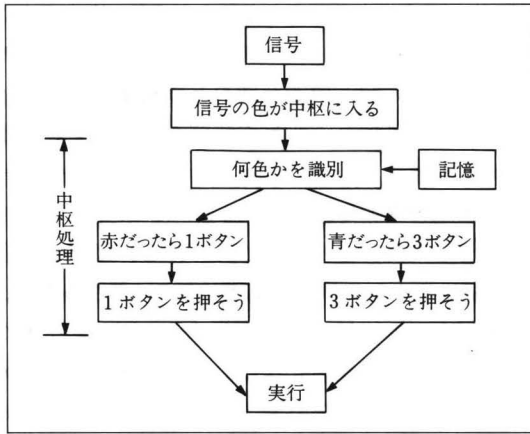 信号
信号の色が中枢に入る
何色かを識別
記憶
中枢処理
赤だったら1ボタン
青だったら3ボタン
1ボタンを押そう
3ボタンを押そう
実行